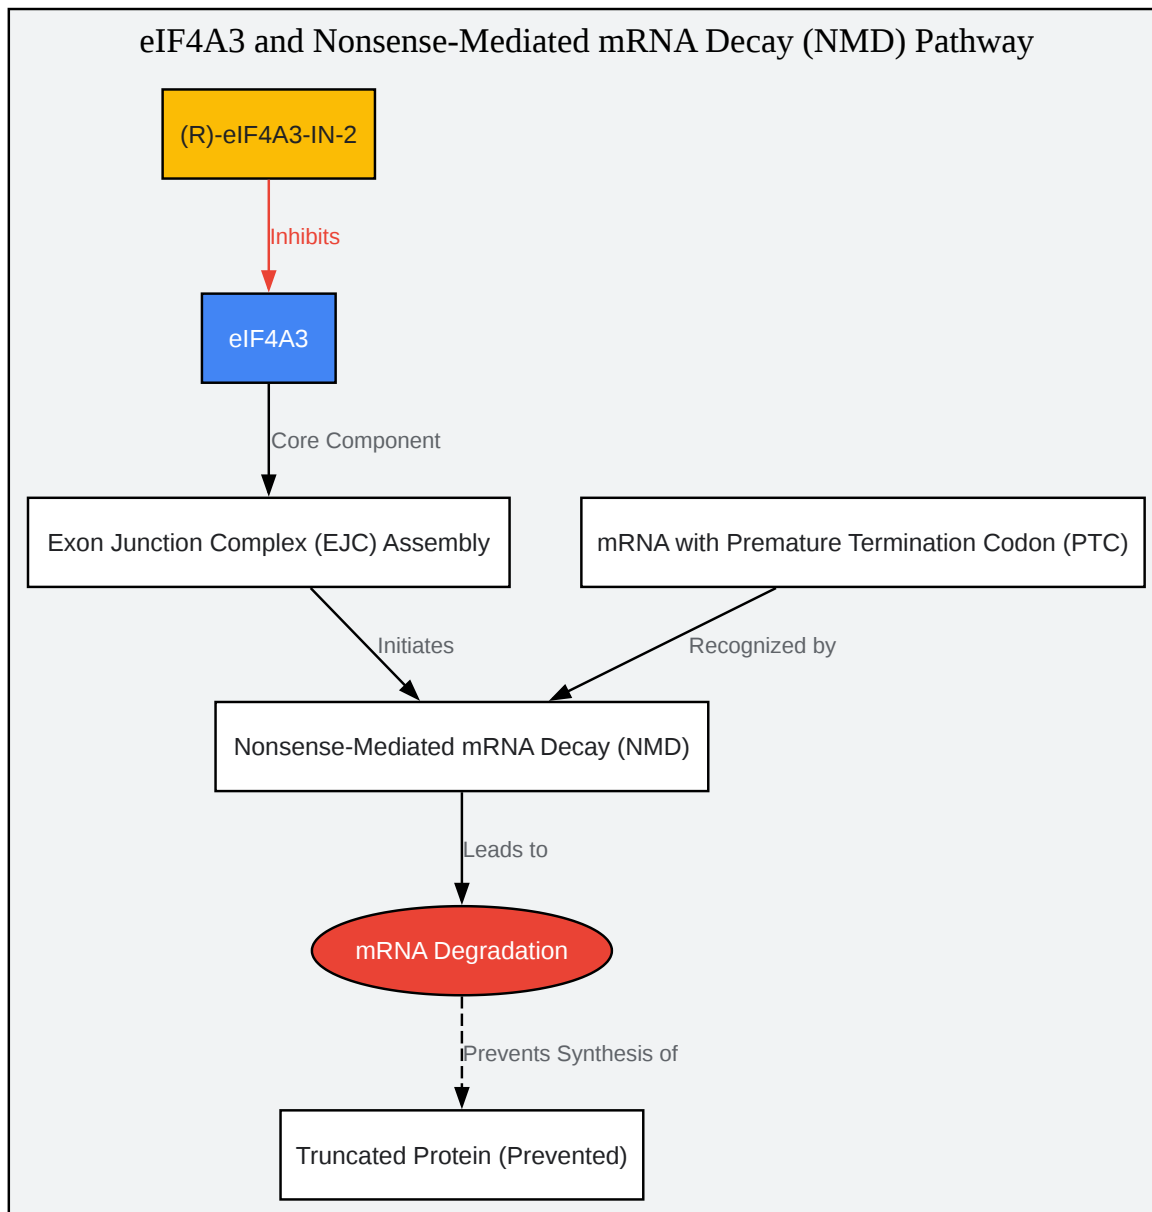 eIF4A3 and Nonsense-Mediated mRNA Decay (NMD) Pathway
(R)-eIF4A3-IN-2
Inhibits
eIF4A3
Core Component
Exon Junction Complex (EJC) Assembly
mRNA with Premature Termination Codon (PTC)
Initiates
Recognized by
Nonsense-Mediated mRNA Decay (NMD)
Leads to
mRNA Degradation
Prevents Synthesis of
Truncated Protein (Prevented)